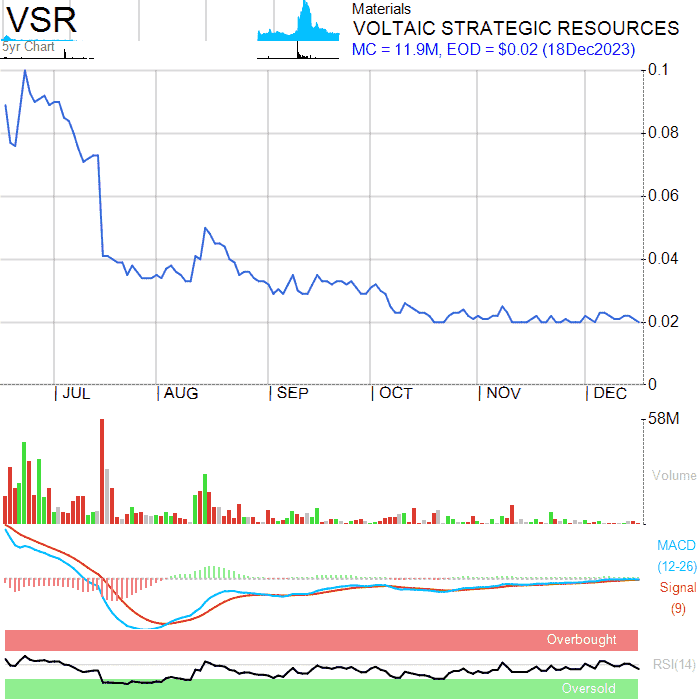 VSR
5yr Chart
Materials
VOLTAIC STRATEGIC RESOURCES
MC = 11.9M, EOD = $0.02 (18Dec2023)
0.1
0.08
0.06
0.04
0.02
0
JUL AUG SEP OCT NOV DEC
58M
Volume
MACD
(12-26)
Signal
(9)
Overbought
RSI(14)
Oversold